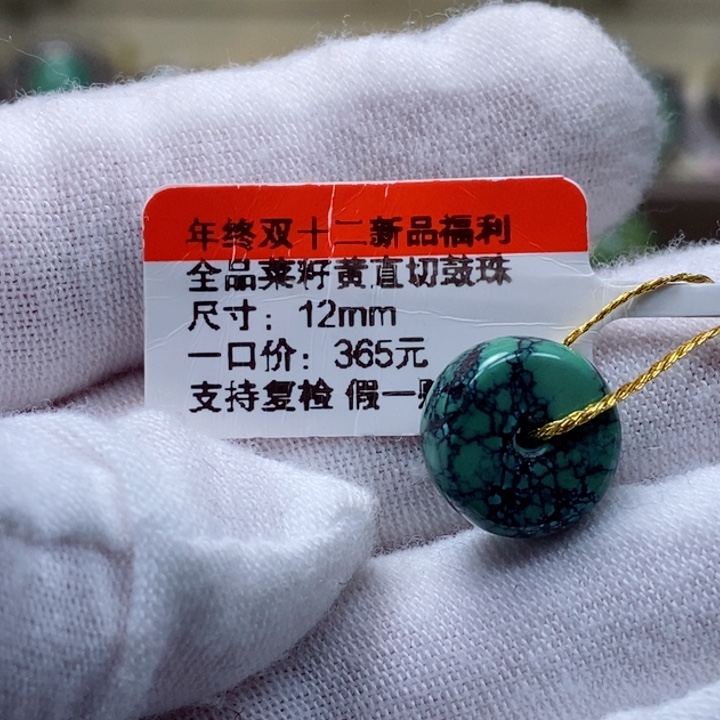 年终双十二新品福利
全品菜籽黄直切鼓珠
尺寸：12mm
一口价：365元
支持复检 假一